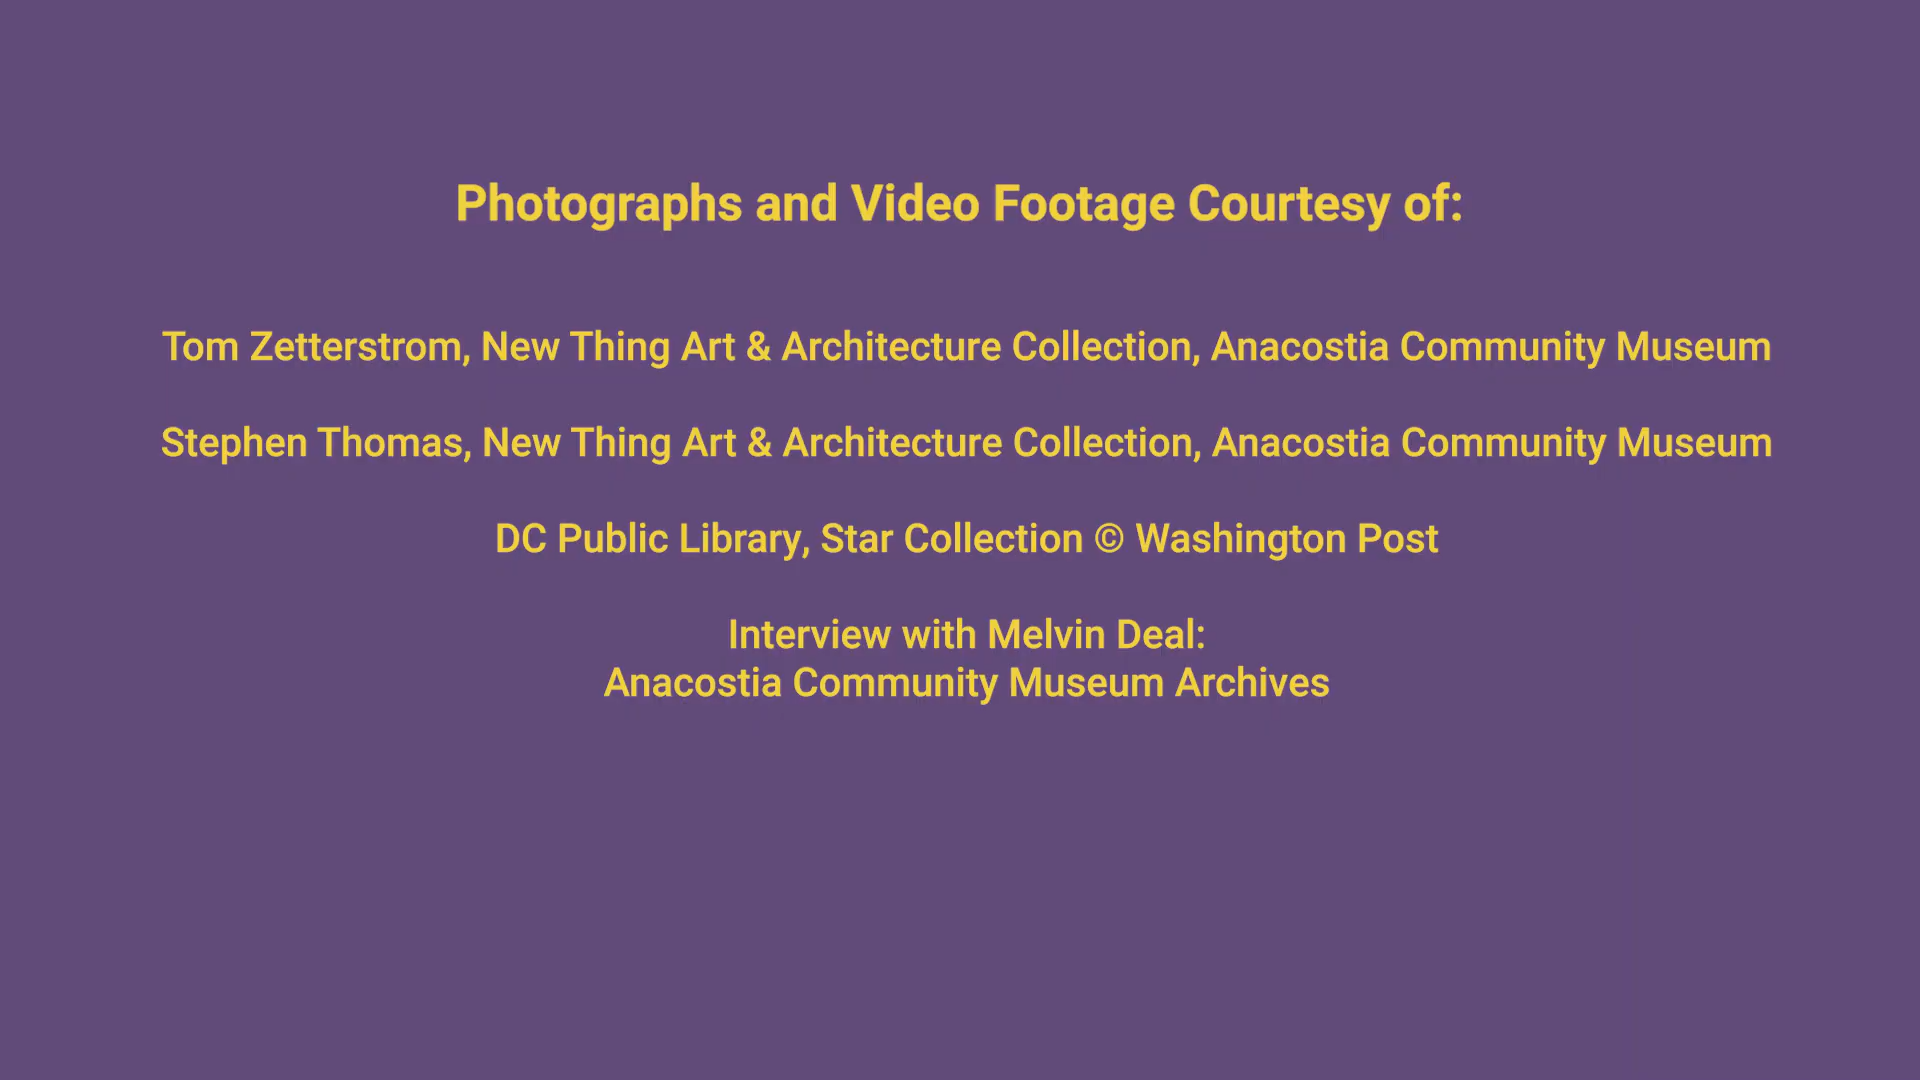 Photographs and Video Footage Courtesy of:
Tom Zetterstrom, New Thing Art & Architecture Collection, Anacostia Community Museum
Stephen Thomas, New Thing Art & Architecture Collection, Anacostia Community Museum
DC Public Library, Star Collection © Washington Post
Interview with Melvin Deal:
Anacostia Community Museum Archives